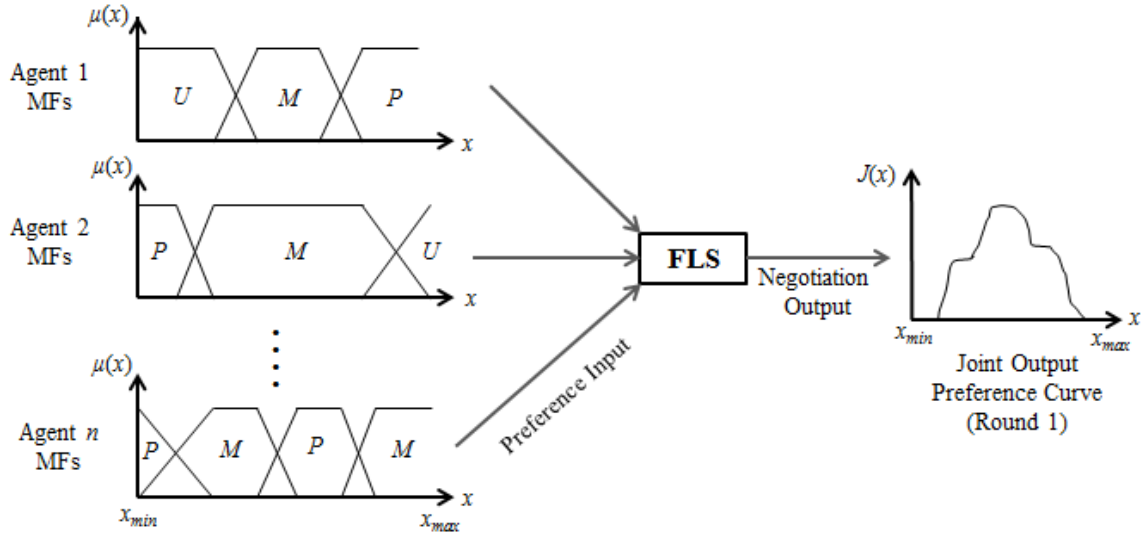 μ(x)
Agent 1
MFs
U
M
P
x
μ(x)
Agent 2
MFs
P
M
U
x
μ(x)
Agent n
MFs
P
M
P
M
x
x_min
x_max
Preference Input
FLS
Negotiation
Output
J(x)
x
x_min
x_max
Joint Output
Preference Curve
(Round 1)